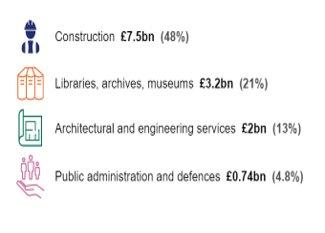 Construction £7.5bn (48%)
Libraries, archives, museums £3.2bn (21%)
Architectural and engineering services £2bn (13%)
Public administration and defences £0.74bn (4.8%)